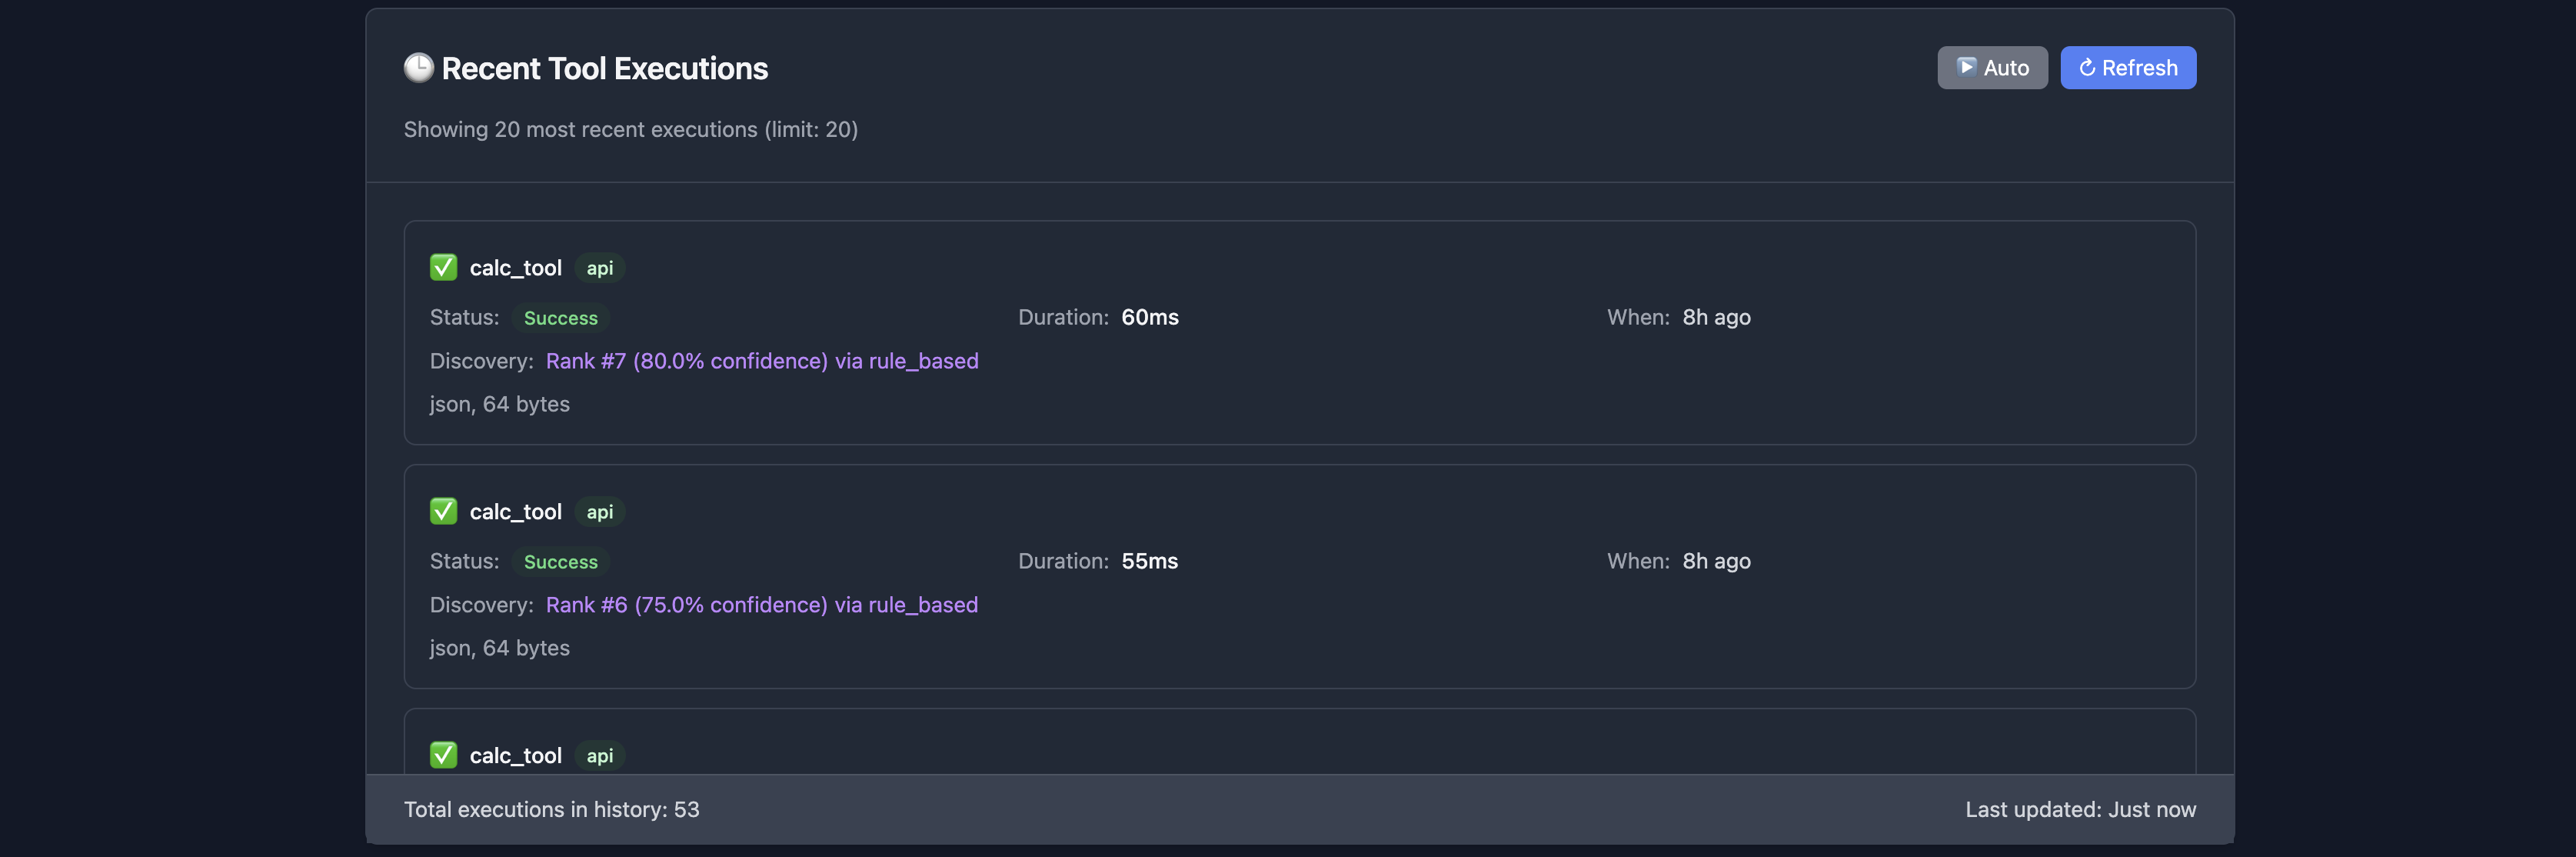 🕒 Recent Tool Executions
▶️ Auto
↻ Refresh
Showing 20 most recent executions (limit: 20)
✅ calc_tool api
Status: Success Duration: 60ms When: 8h ago
Discovery: Rank #7 (80.0% confidence) via rule_based
json, 64 bytes
✅ calc_tool api
Status: Success Duration: 55ms When: 8h ago
Discovery: Rank #6 (75.0% confidence) via rule_based
json, 64 bytes
✅ calc_tool api
Total executions in history: 53 Last updated: Just now